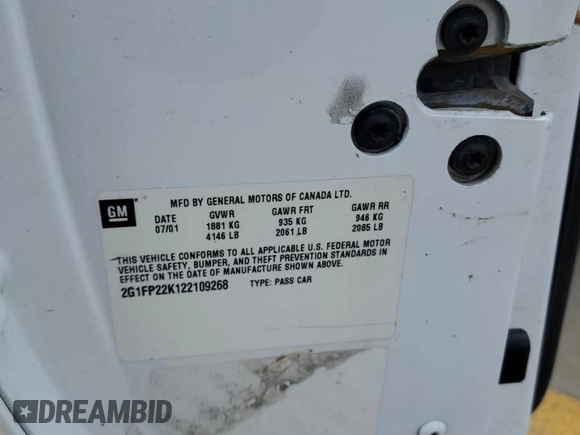 GM
MFD BY GENERAL MOTORS OF CANADA LTD.
DATE GVWR GAWR FRT GAWR RR
07/01 1881 KG 935 KG 946 KG
4146 LB 2061 LB 2085 LB
THIS VEHICLE CONFORMS TO ALL APPLICABLE U.S. FEDERAL MOTOR
VEHICLE SAFETY, BUMPER, AND THEFT PREVENTION STANDARDS IN
EFFECT ON THE DATE OF MANUFACTURE SHOWN ABOVE.
2G1FP22K122109268 TYPE: PASS CAR
DREAMBID